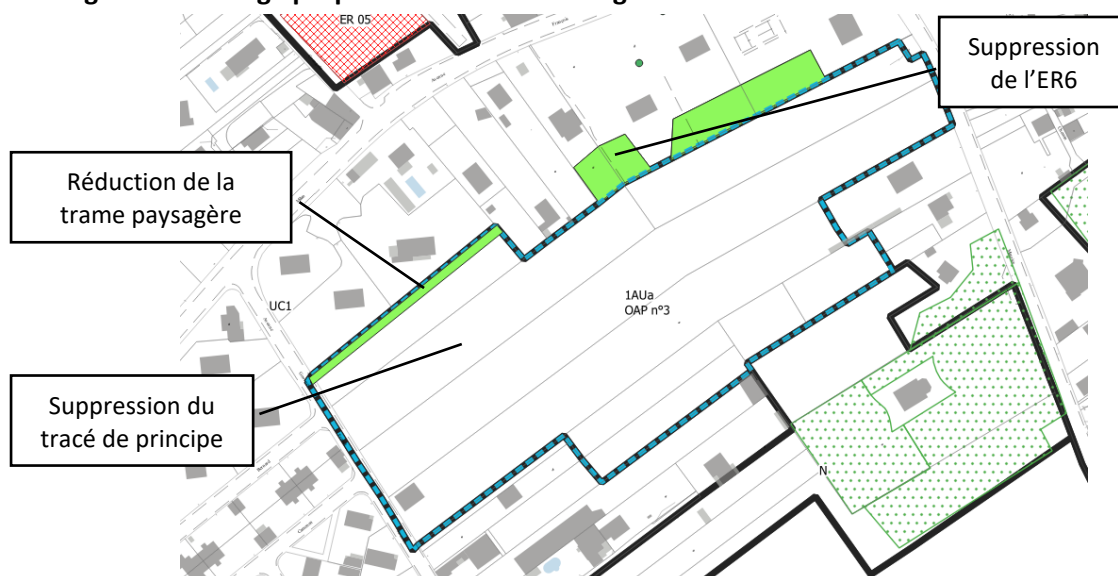 ER 05
Suppression
de l’ER6
Réduction de la
trame paysagère
UC1
1AUa
OAP n°3
Suppression du
tracé de principe
N